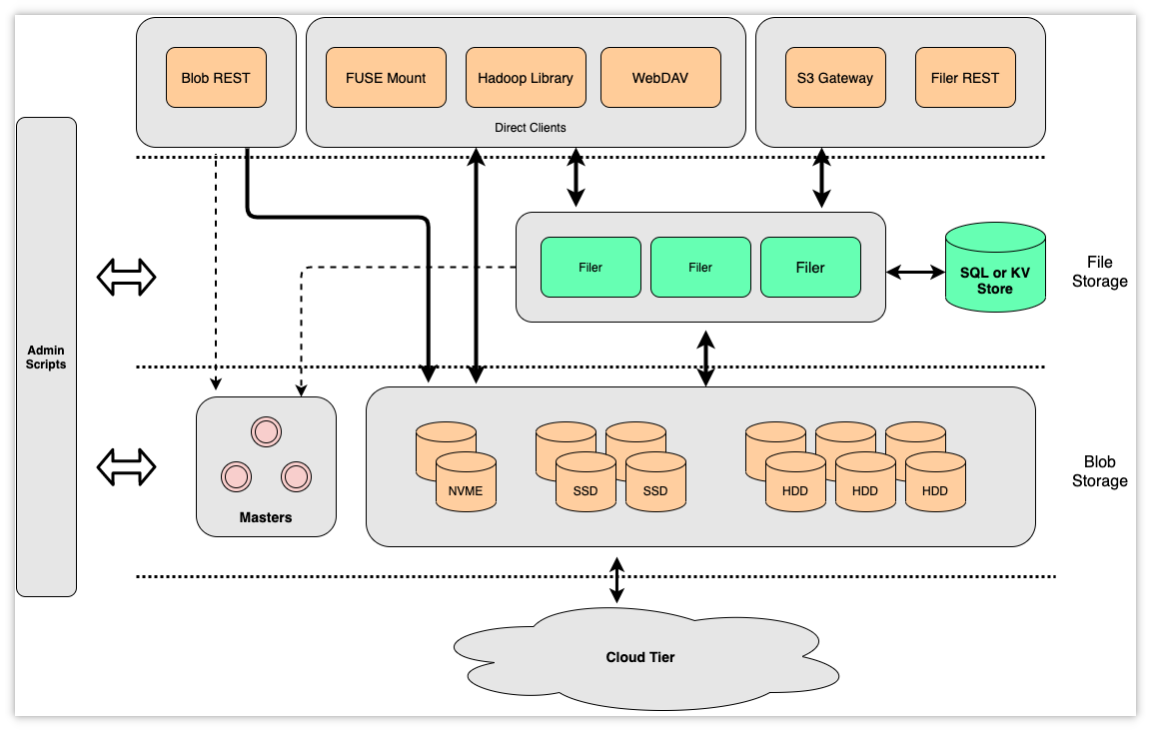 Blob REST
FUSE Mount
Hadoop Library
WebDAV
Direct Clients
S3 Gateway
Filer REST
Admin
Scripts
Filer
Filer
Filer
SQL or KV
Store
File
Storage
Masters
NVME
SSD
SSD
HDD
HDD
HDD
Blob
Storage
Cloud Tier